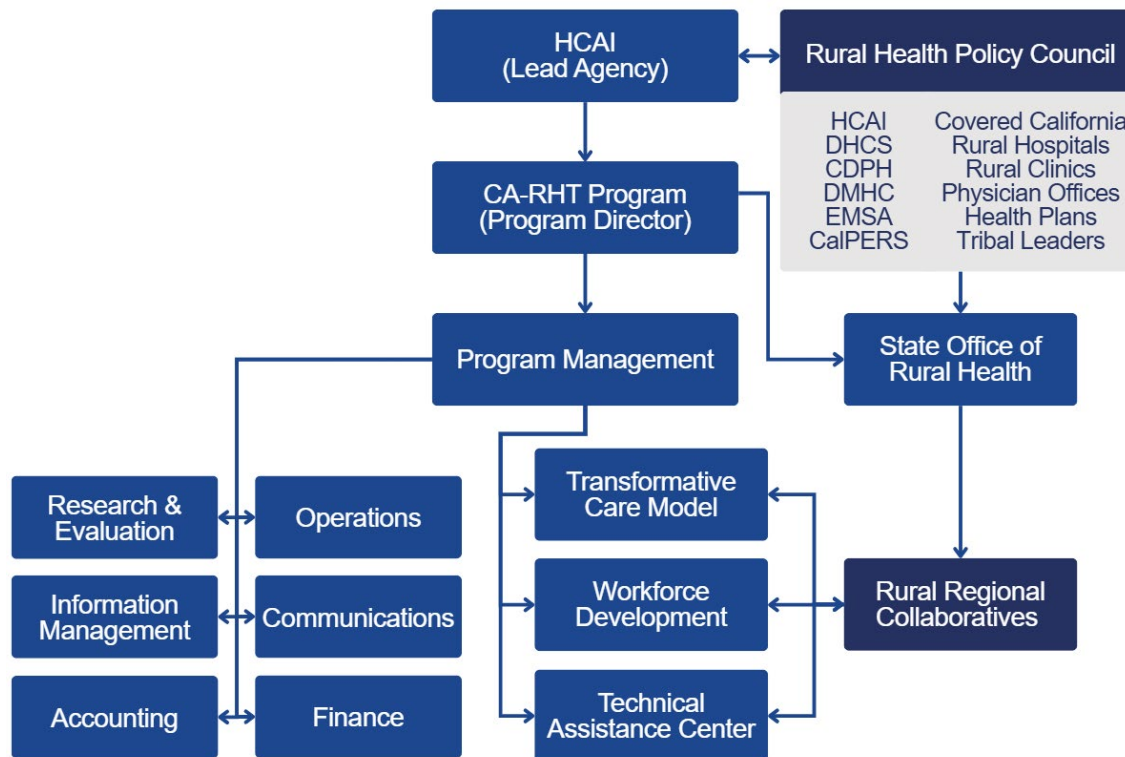 HCAI
(Lead Agency)
Rural Health Policy Council
HCAI
DHCS
CDPH
DMHC
EMSA
CalPERS
Covered California
Rural Hospitals
Rural Clinics
Physician Offices
Health Plans
Tribal Leaders
CA-RHT Program
(Program Director)
Program Management
State Office of
Rural Health
Research &
Evaluation
Operations
Transformative
Care Model
Information
Management
Communications
Workforce
Development
Rural Regional
Collaboratives
Accounting
Finance
Technical
Assistance Center